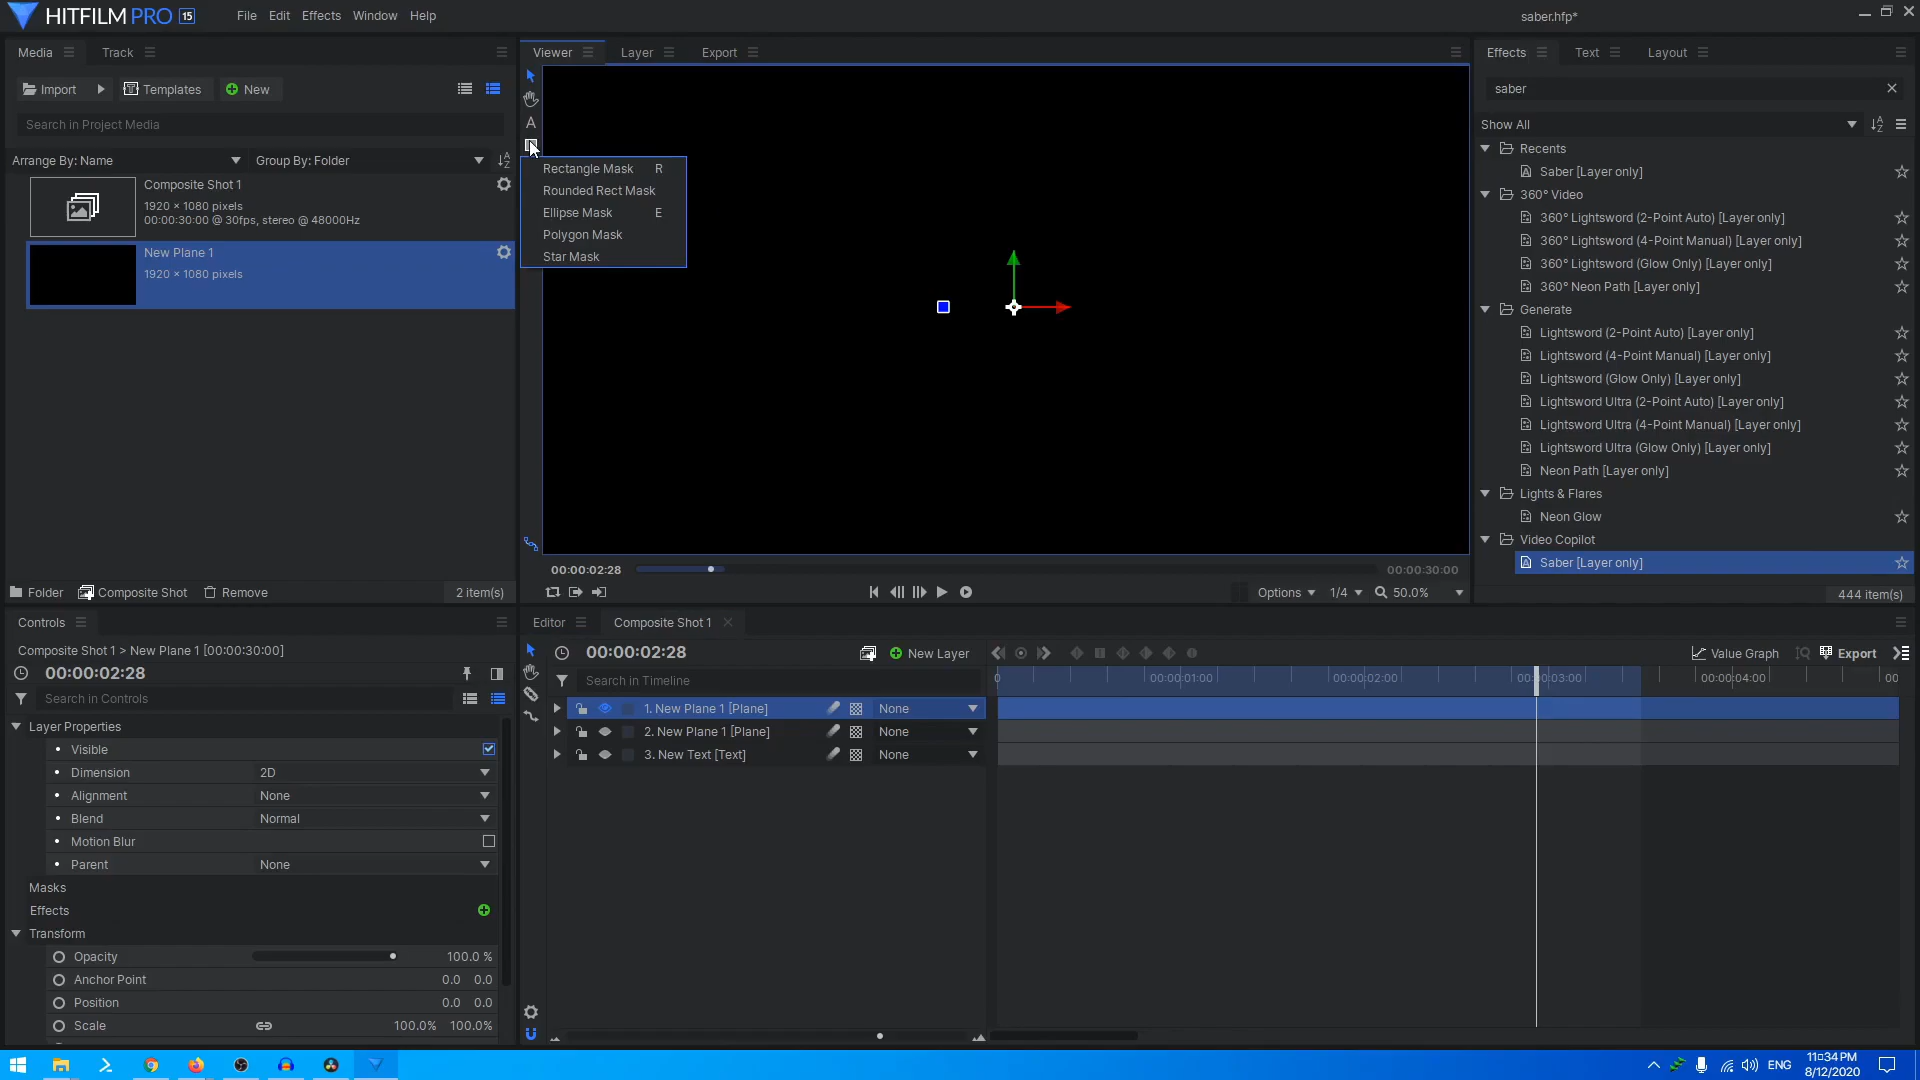 HITFILM PRO 15
File Edit Effects Window Help
saber.hfp*
Media Track
Import Templates New
Search in Project Media
Arrange By: Name Group By: Folder
Composite Shot 1
1920 × 1080 pixels
00:00:30:00 @ 30fps, stereo @ 48000Hz
New Plane 1
1920 × 1080 pixels
Folder Composite Shot Remove 2 item(s)
Viewer Layer Export
A
Rectangle Mask R
Rounded Rect Mask
Ellipse Mask E
Polygon Mask
Star Mask
00:00:02:28 00:00:30:00
Options 1/4 50.0%
Effects Text Layout
saber
Show All
Recents
Saber [Layer only]
360° Video
360° Lightsword (2-Point Auto) [Layer only]
360° Lightsword (4-Point Manual) [Layer only]
360° Lightsword (Glow Only) [Layer only]
360° Neon Path [Layer only]
Generate
Lightsword (2-Point Auto) [Layer only]
Lightsword (4-Point Manual) [Layer only]
Lightsword (Glow Only) [Layer only]
Lightsword Ultra (2-Point Auto) [Layer only]
Lightsword Ultra (4-Point Manual) [Layer only]
Lightsword Ultra (Glow Only) [Layer only]
Neon Path [Layer only]
Lights & Flares
Neon Glow
Video Copilot
Saber [Layer only]
444 item(s)
Controls
Composite Shot 1 > New Plane 1 [00:00:30:00]
00:00:02:28
Search in Controls
Layer Properties
Visible
Dimension 2D
Alignment None
Blend Normal
Motion Blur
Parent None
Masks
Effects
Transform
Opacity 100.0 %
Anchor Point 0.0 0.0
Position 0.0 0.0
Scale 100.0% 100.0%
Editor Composite Shot 1
00:00:02:28 New Layer Value Graph Export
Search in Timeline
0 00:00:01:00 00:00:02:00 00:00:03:00 00:00:04:00 00
1. New Plane 1 [Plane] None
2. New Plane 1 [Plane] None
3. New Text [Text] None
ENG
11:34 PM
8/12/2020